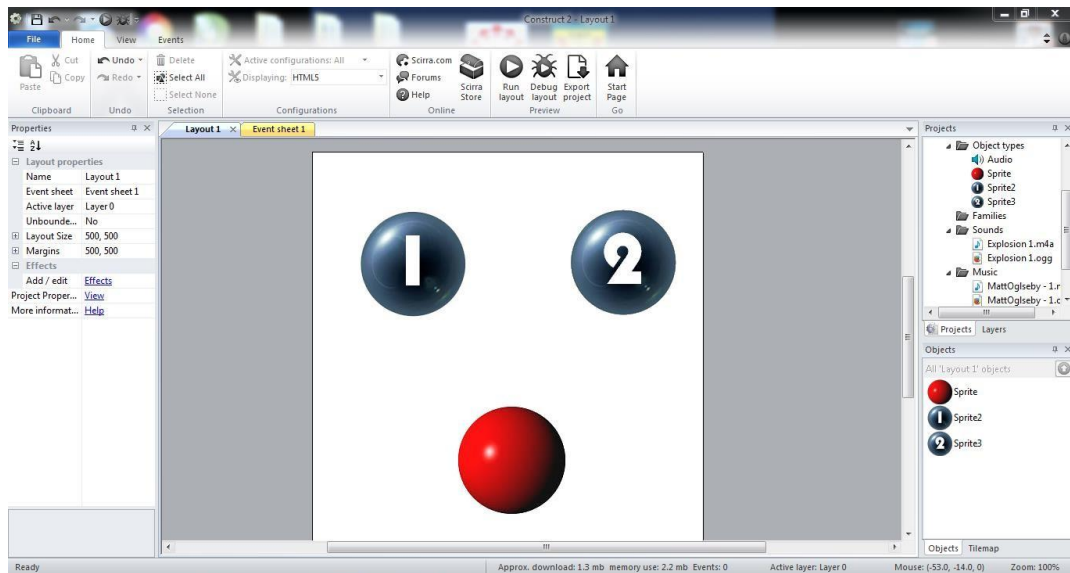 Construct 2 - Layout 1
File Home View Events
Paste
Cut
Copy
Clipboard
Undo
Redo
Undo
Delete
Select All
Select None
Selection
Active configurations: All
Displaying: HTML5
Configurations
Scirra.com
Forums
Help
Scirra
Store
Online
Run
layout
Debug
layout
Export
project
Preview
Start
Page
Go
Properties
Layout properties
Name Layout 1
Event sheet Event sheet 1
Active layer Layer 0
Unbounde... No
Layout Size 500, 500
Margins 500, 500
Effects
Add / edit Effects
Project Proper... View
More informat... Help
Layout 1 Event sheet 1
1 2
Projects
Object types
Audio
Sprite
Sprite2
Sprite3
Families
Sounds
Explosion 1.m4a
Explosion 1.ogg
Music
MattOglseby - 1.
MattOglseby - 1.
Projects Layers
Objects
All 'Layout 1' objects
Sprite
1 Sprite2
2 Sprite3
Objects Tilemap
Ready
Approx. download: 1.3 mb memory use: 2.2 mb Events: 0 Active layer: Layer 0 Mouse: (-53.0, -14.0, 0) Zoom: 100%